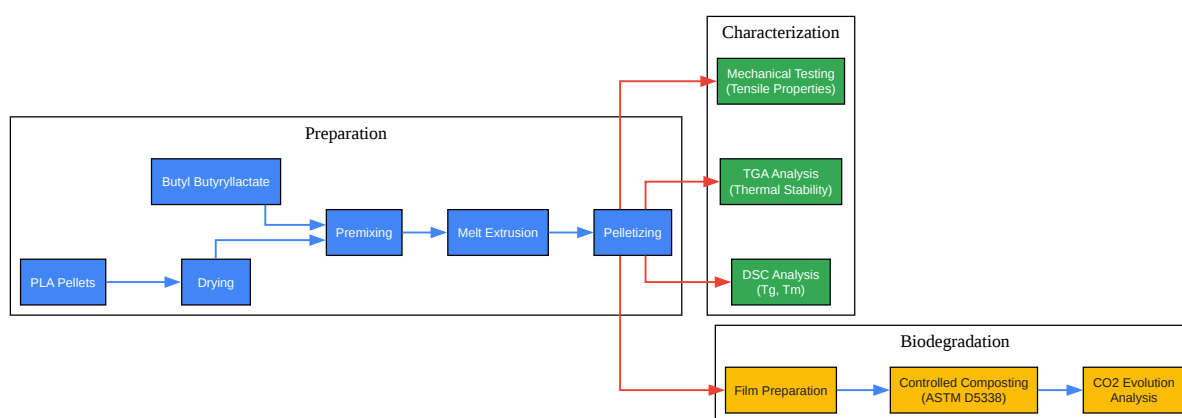 Characterization
Mechanical Testing
(Tensile Properties)
Preparation
Butyl Butyryllactate
TGA Analysis
(Thermal Stability)
Premixing
Melt Extrusion
Pelletizing
PLA Pellets
Drying
DSC Analysis
(Tg, Tm)
Biodegradation
Film Preparation
Controlled Composting
(ASTM D5338)
CO2 Evolution
Analysis